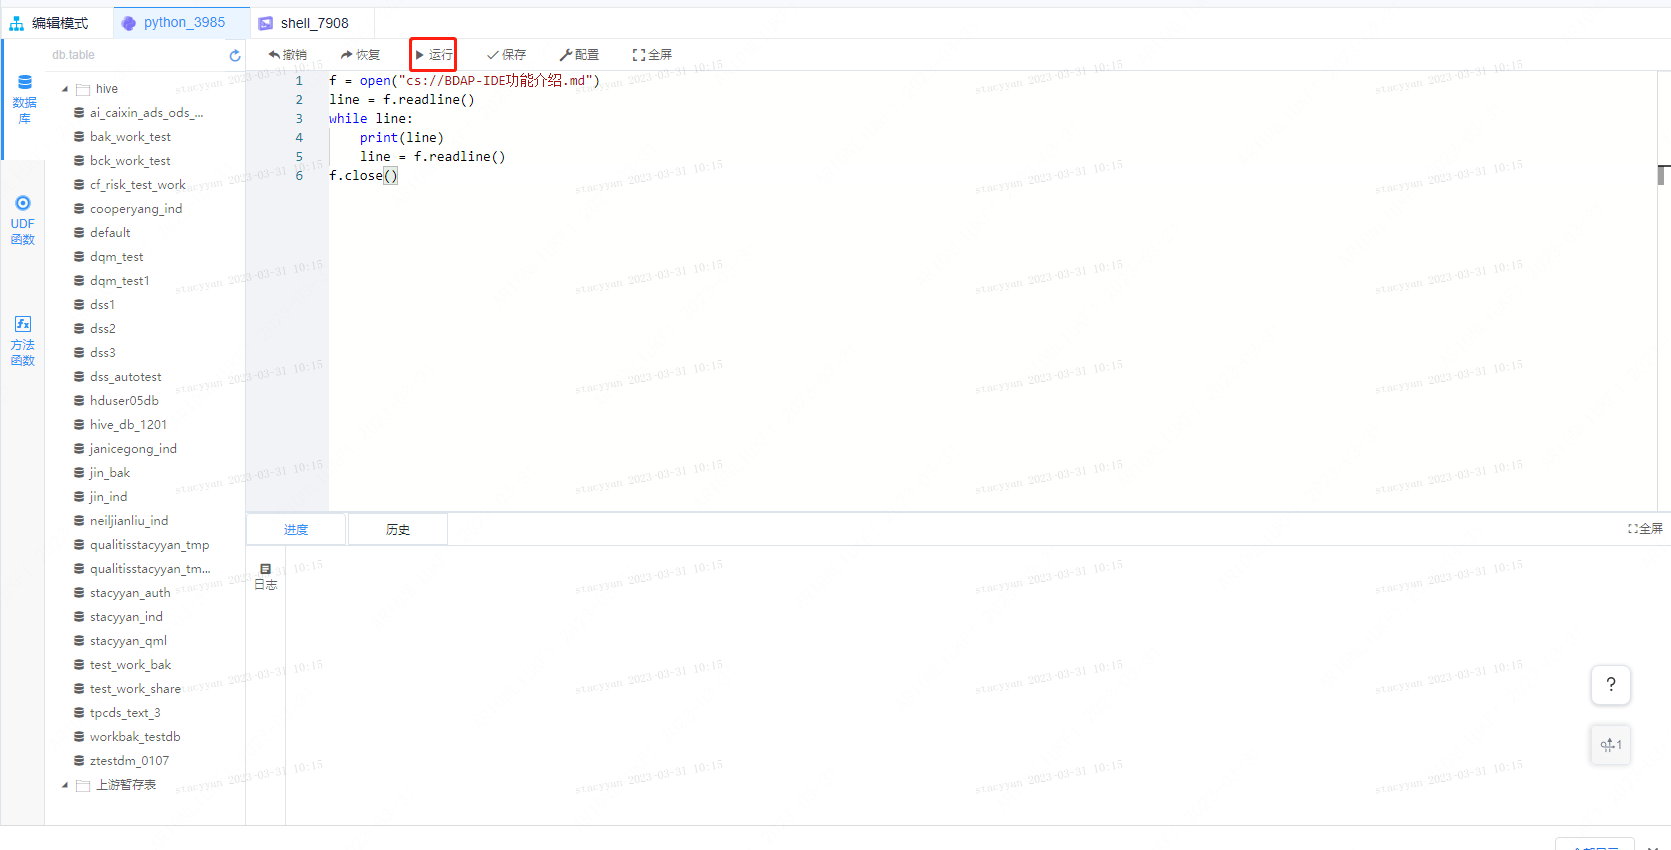 编辑模式
python_3985
shell_7908
db.table
撤销
恢复
运行
保存
配置
全屏
数据
库
UDF
函数
方法
函数
hive
ai_caixin_ads_ods_...
bak_work_test
bck_work_test
cf_risk_test_work
cooperyang_ind
default
dqm_test
dqm_test1
dss1
dss2
dss3
dss_autotest
hduser05db
hive_db_1201
janicegong_ind
jin_bak
jin_ind
neiljianliu_ind
qualitisstacyyan_tmp
qualitisstacyyan_tm...
stacyyan_auth
stacyyan_ind
stacyyan_qml
test_work_bak
test_work_share
tpcds_text_3
workbak_testdb
ztestdm_0107
上游暂存表
1 f = open("cs://BDAP-IDE功能介绍.md")
2 line = f.readline()
3 while line:
4 print(line)
5 line = f.readline()
6 f.close()
进度
历史
全屏
日志
?
1
stacyyan 2023-03-31 10:15